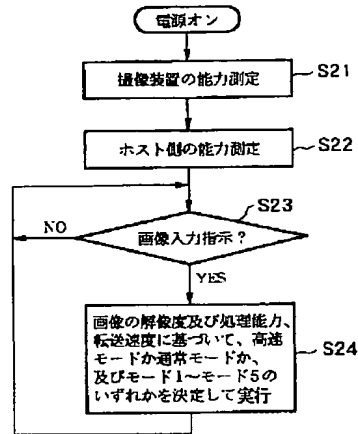 電源オン
撮像装置の能力測定
S21
ホスト側の能力測定
S22
S23
画像入力指示？
NO
YES
画像の解像度及び処理能力、
転送速度に基づいて、高速
モードか通常モードか、
及びモード1～モード5の
いずれかを決定して実行
S24